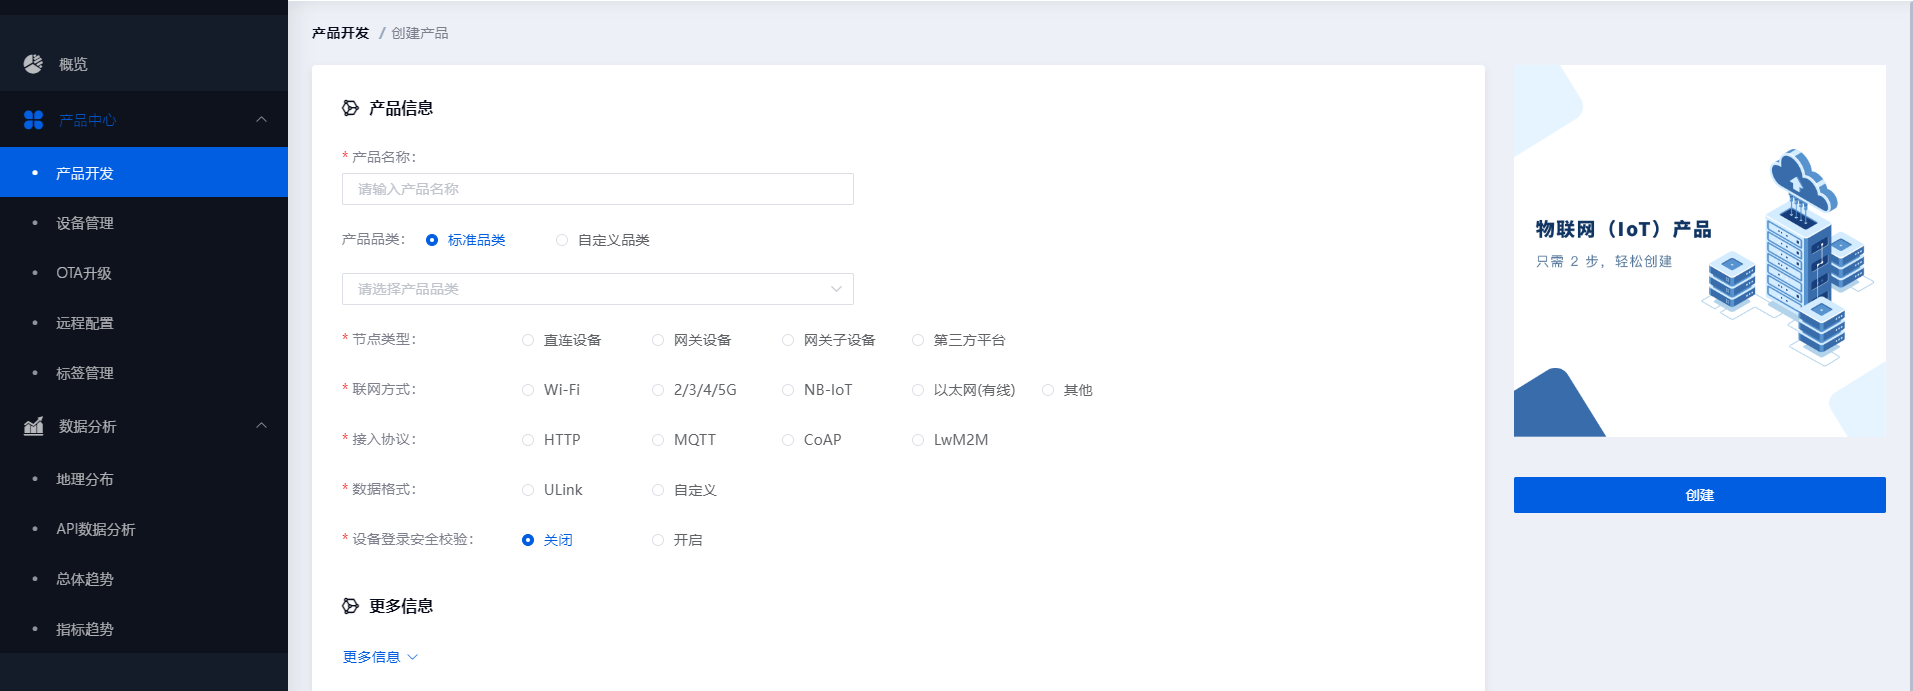 概览
产品中心
产品开发
设备管理
OTA升级
远程配置
标签管理
数据分析
地理分布
API数据分析
总体趋势
指标趋势
产品开发 / 创建产品
产品信息
* 产品名称：
请输入产品名称
产品品类： 标准品类 自定义品类
请选择产品品类
* 节点类型： 直连设备 网关设备 网关子设备 第三方平台
* 联网方式： Wi-Fi 2/3/4/5G NB-IoT 以太网(有线) 其他
* 接入协议： HTTP MQTT CoAP LwM2M
* 数据格式： ULink 自定义
* 设备登录安全校验： 关闭 开启
更多信息
更多信息
物联网（IoT）产品
只需 2 步，轻松创建
创建